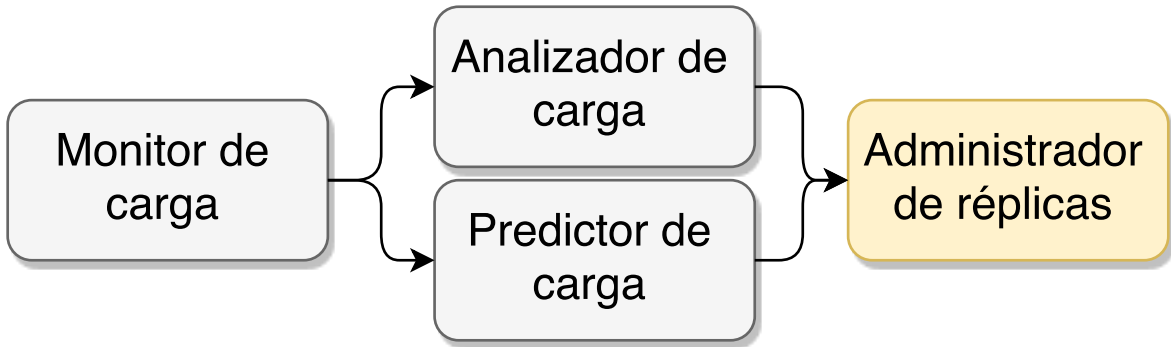 Monitor de
carga
Analizador de
carga
Predictor de
carga
Administrador
de réplicas